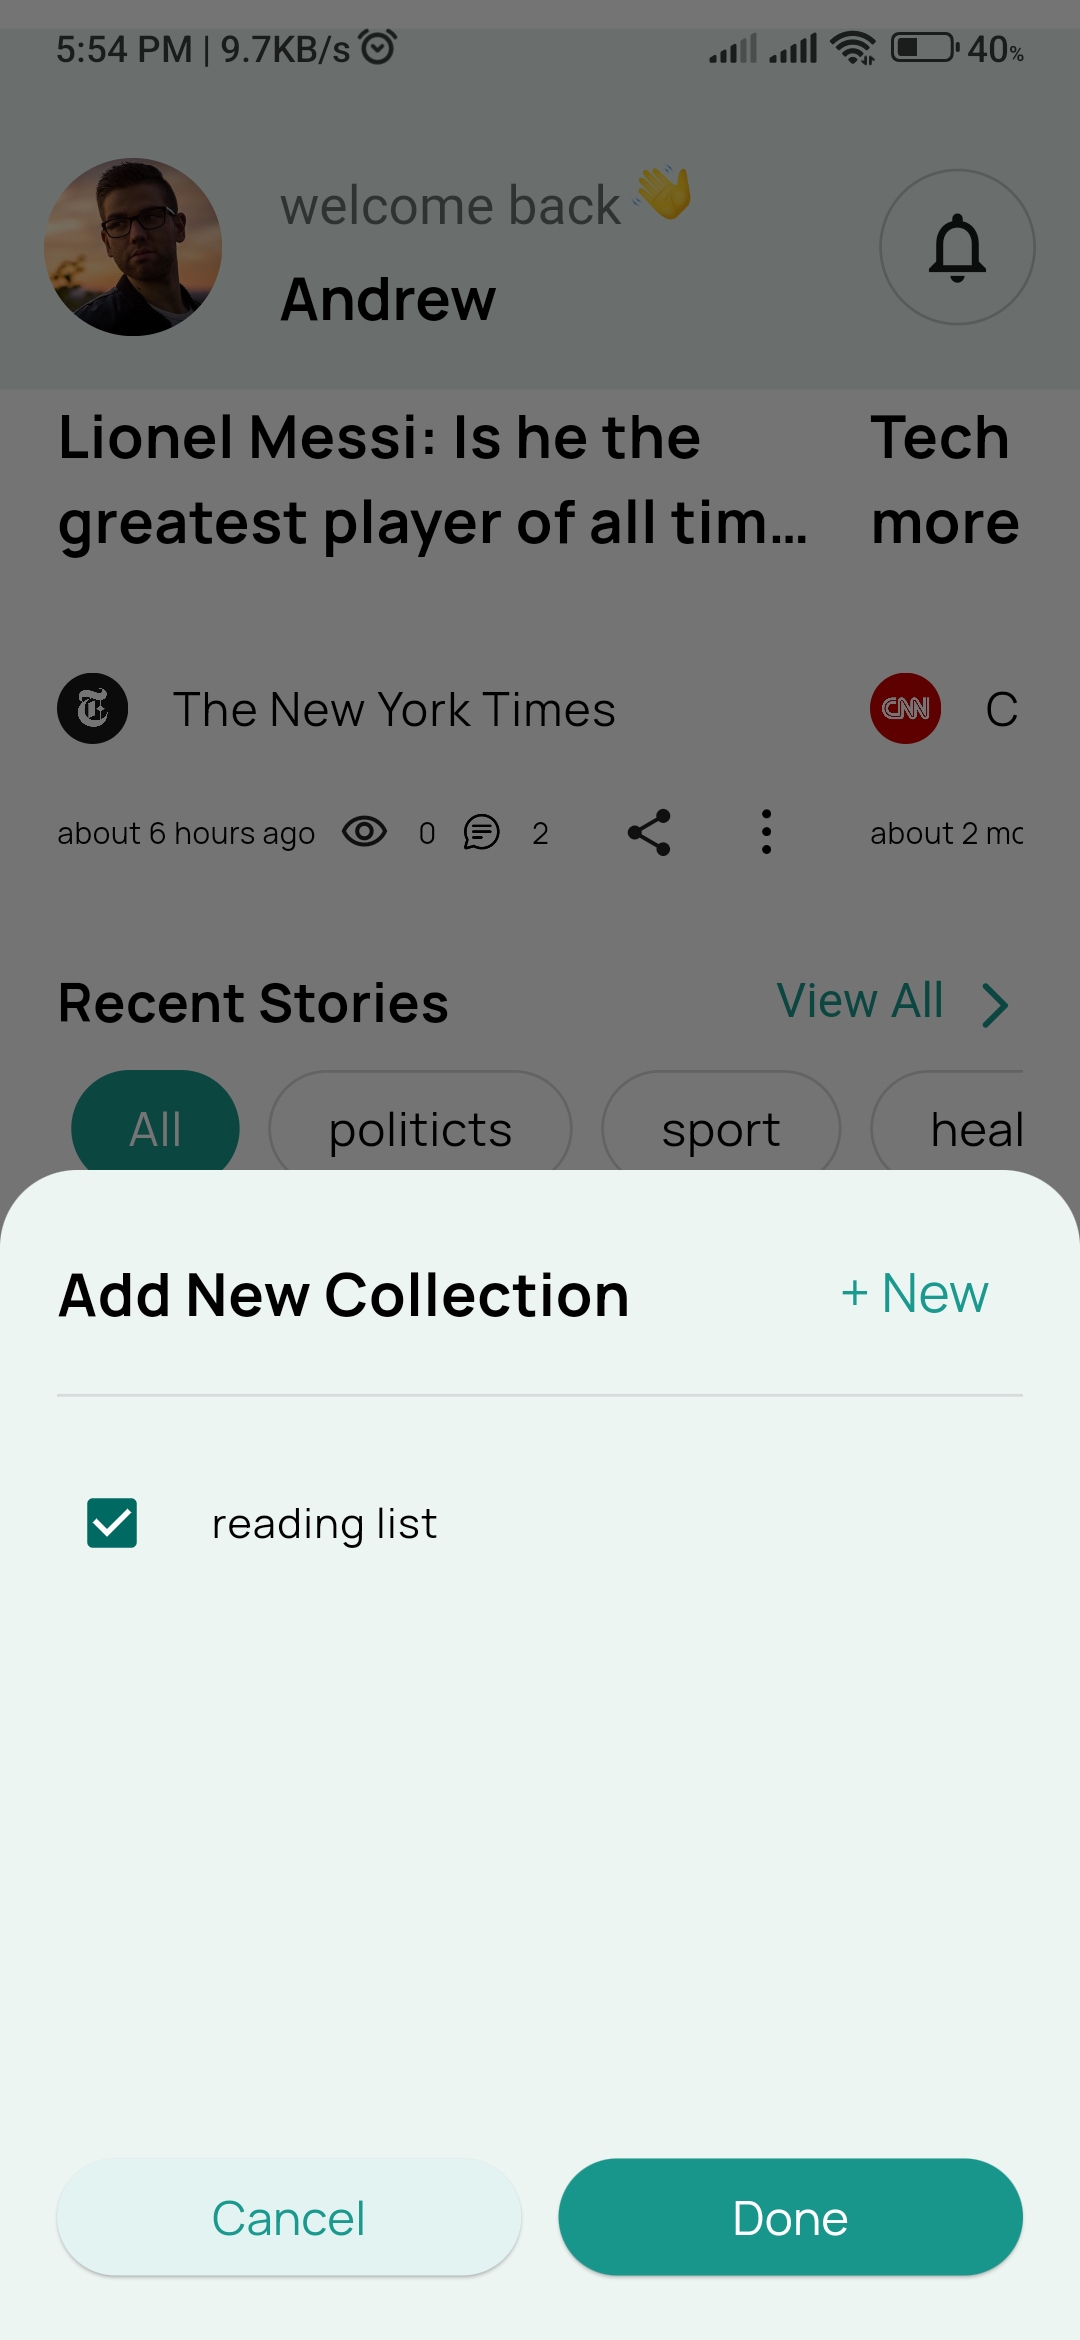 5:54 PM | 9.7KB/s 40%
welcome back 👋
Andrew
Lionel Messi: Is he the
greatest player of all tim...
Tech
more
The New York Times
CNN C
about 6 hours ago 0 2
about 2 mo
Recent Stories View All
All politicts sport heal
Add New Collection + New
reading list
Cancel Done